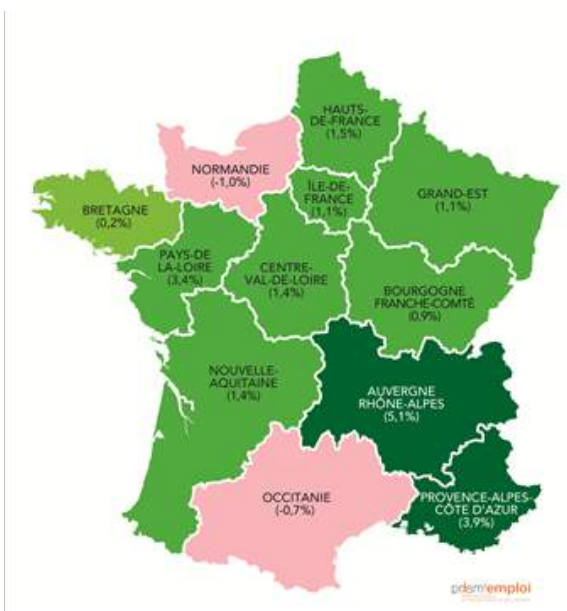 HAUTS-
DE-FRANCE
(1,5%)
NORMANDIE
(-1,0%)
ÎLE-DE-
FRANCE
(1,1%)
GRAND-EST
(1,1%)
BRETAGNE
(0,2%)
PAYS-DE
LA-LOIRE
(3,4%)
CENTRE-
VAL-DE-LOIRE
(1,4%)
BOURGOGNE
FRANCHE-COMTÉ
(0,9%)
NOUVELLE-
AQUITAINE
(1,4%)
AUVERGNE
RHÔNE-ALPES
(5,1%)
OCCITANIE
(-0,7%)
PROVENCE-ALPES-
CÔTE D'AZUR
(3,9%)
prism'emploi